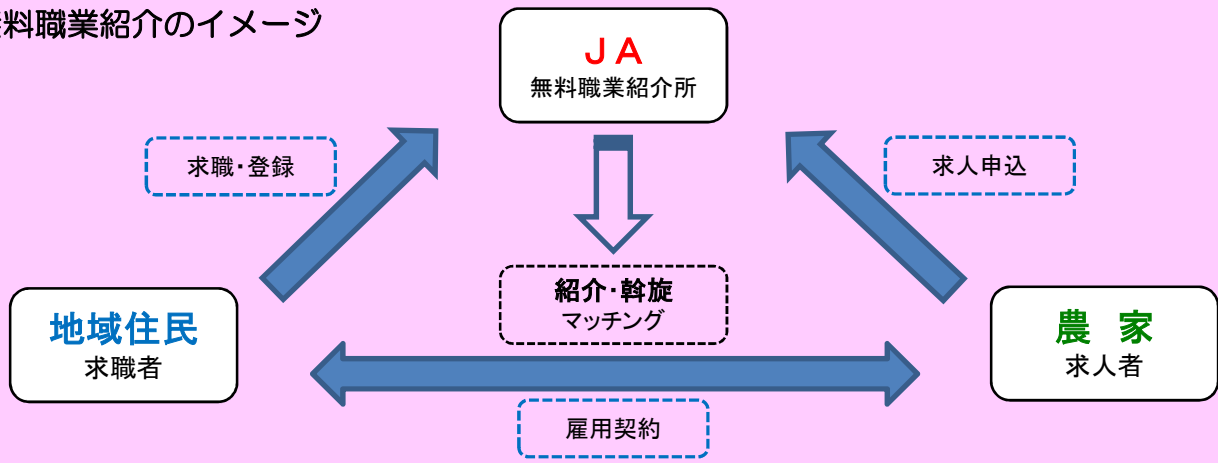 料職業紹介のイメージ
JA
無料職業紹介所
求職・登録
求人申込
紹介・斡旋
マッチング
地域住民
求職者
農 家
求人者
雇用契約